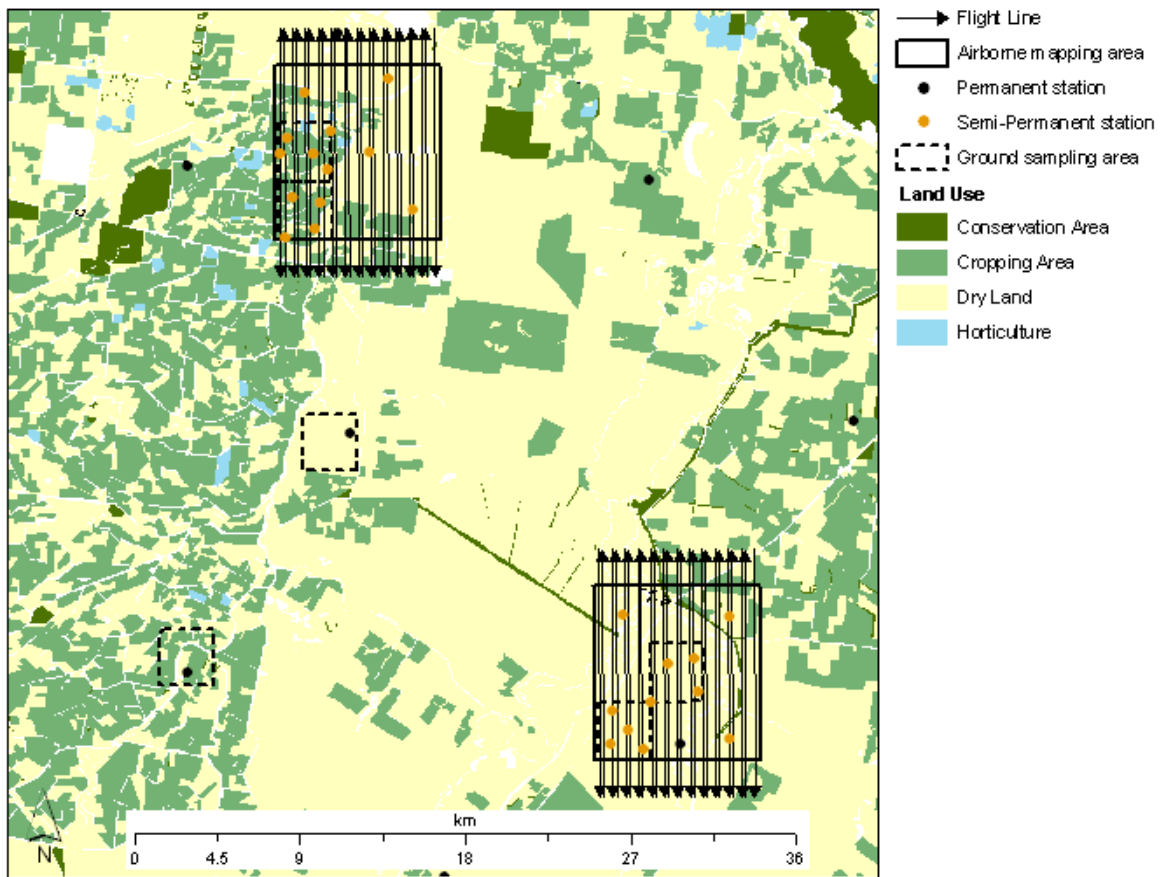 Flight Line
Airborne mapping area
Permanent station
Semi-Permanent station
Ground sampling area
Land Use
Conservation Area
Cropping Area
Dry Land
Horticulture
km
0 4.5 9 18 27 36
N